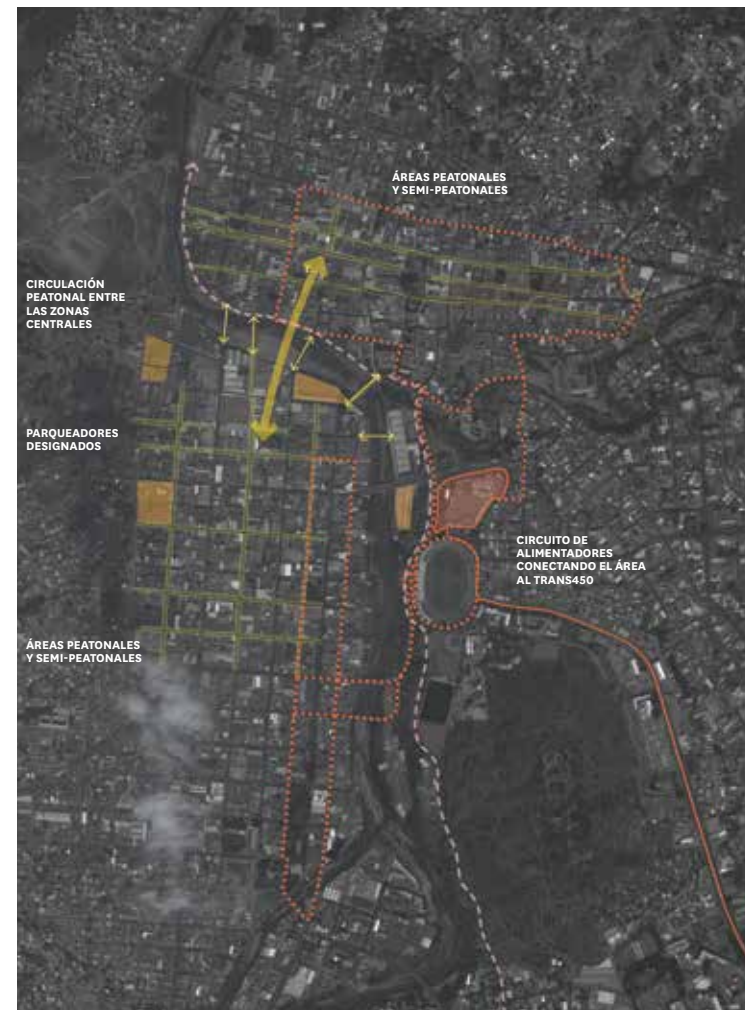 ÁREAS PEATONALES
Y SEMI-PEATONALES
CIRCULACIÓN
PEATONAL ENTRE
LAS ZONAS
CENTRALES
PARQUEADORES
DESIGNADOS
CIRCUITO DE
ALIMENTADORES
CONECTANDO EL ÁREA
AL TRANS450
ÁREAS PEATONALES
Y SEMI-PEATONALES